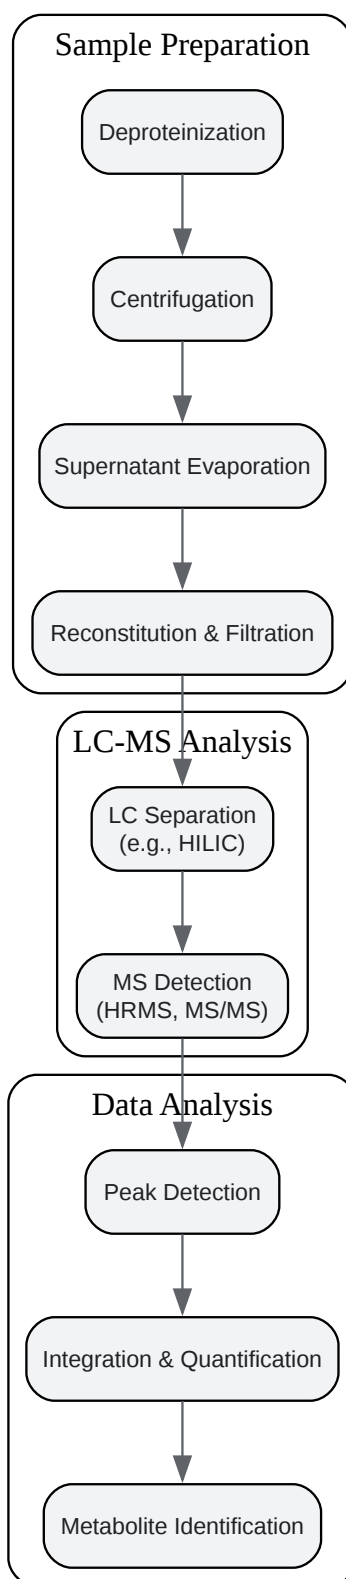 Sample Preparation
Deproteinization
Centrifugation
Supernatant Evaporation
Reconstitution & Filtration
LC-MS Analysis
LC Separation
(e.g., HILIC)
MS Detection
(HRMS, MS/MS)
Data Analysis
Peak Detection
Integration & Quantification
Metabolite Identification